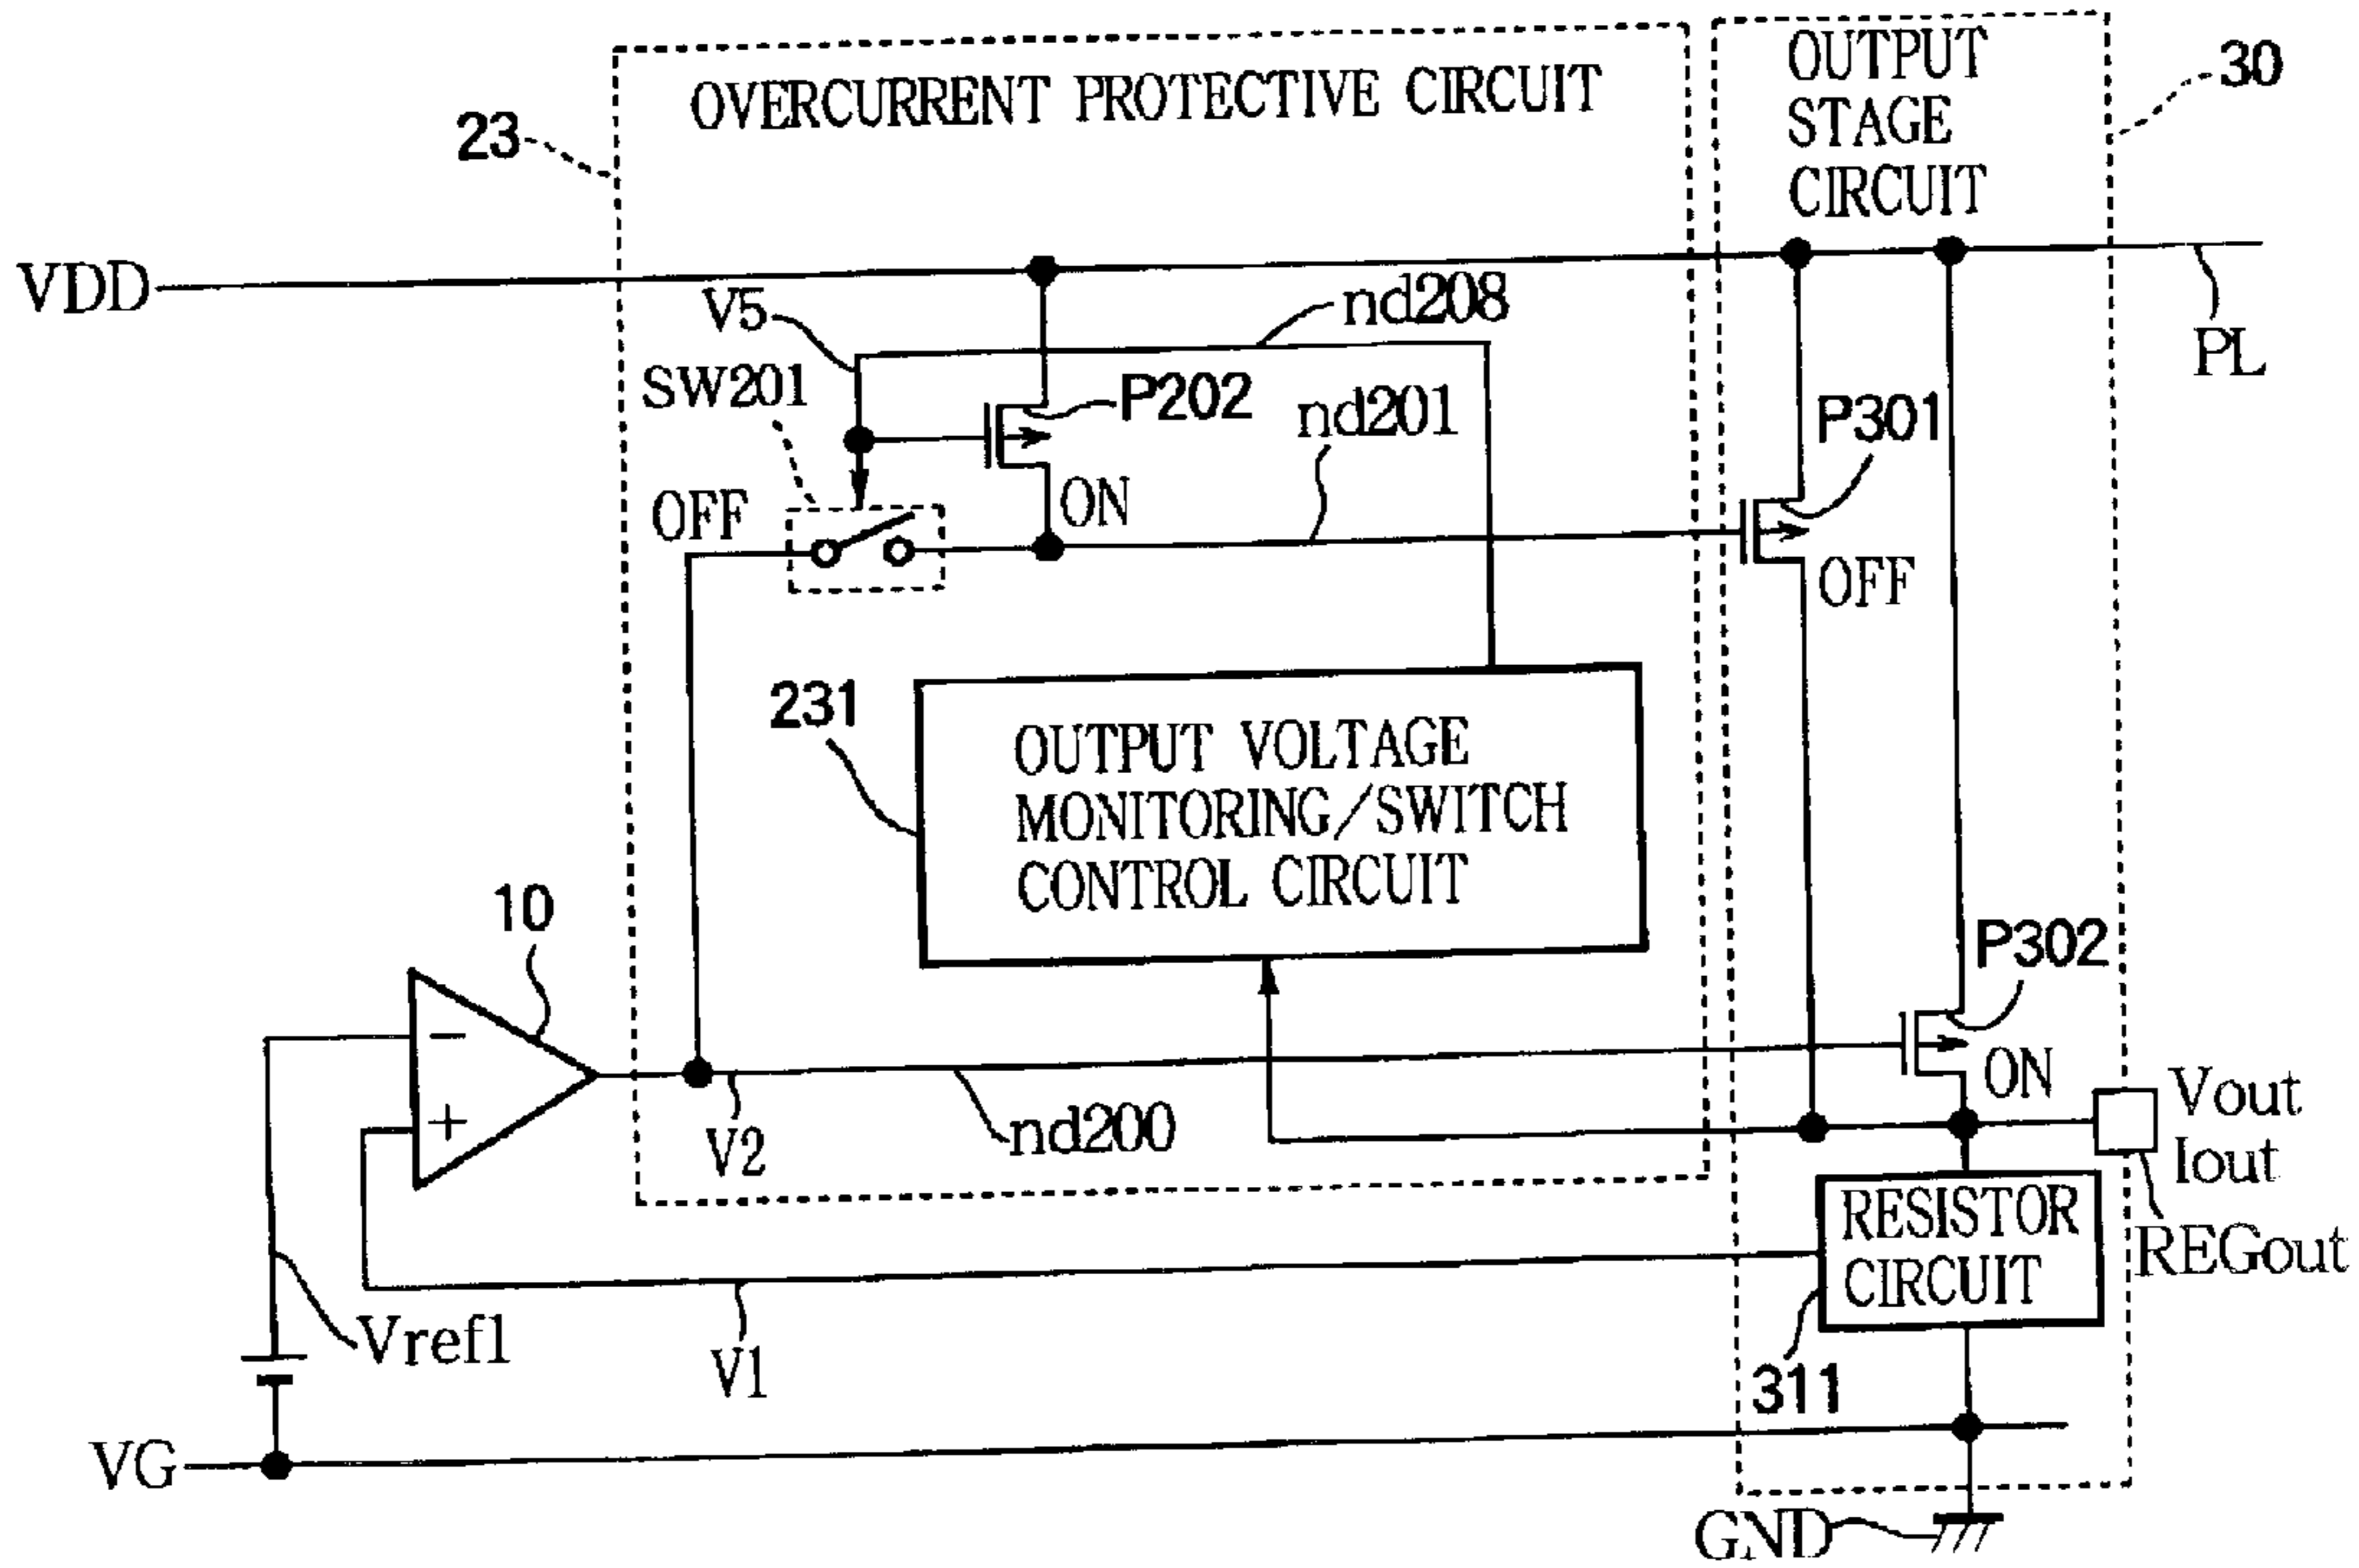 OVERCURRENT PROTECTIVE CIRCUIT
OUTPUT
STAGE
CIRCUIT
30
23
VDD
V5
nd208
PL
SW201
P202
nd201
P301
OFF
ON
OFF
231
OUTPUT VOLTAGE
MONITORING/SWITCH
CONTROL CIRCUIT
10
P302
−
+
ON
V2
nd200
Vout
Iout
REGout
RESISTOR
CIRCUIT
Vref1
V1
311
VG
GND